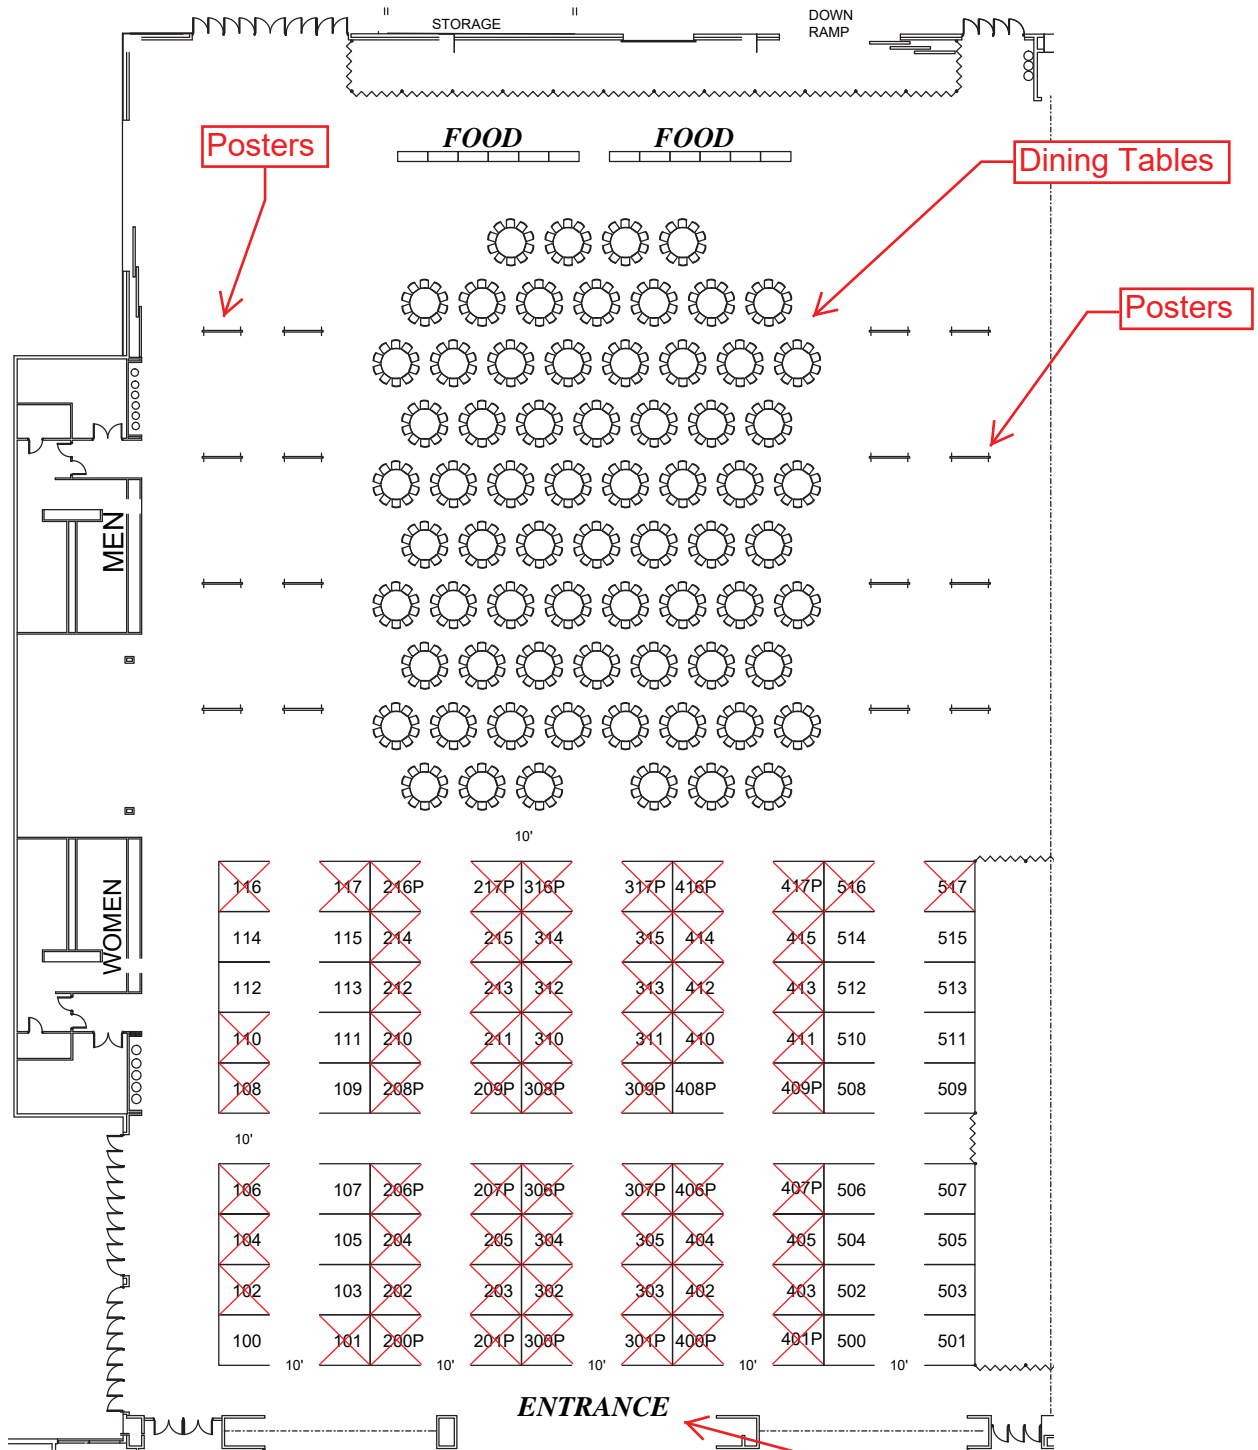 STORAGE
DOWN
RAMP
FOOD FOOD
Posters
Dining Tables
Posters
MEN
WOMEN
10'
116 117 216P 217P 316P 317P 416P 417P 516 517
114 115 214 215 314 315 414 415 514 515
112 113 212 213 312 313 412 413 512 513
110 111 210 211 310 311 410 411 510 511
108 109 208P 209P 308P 309P 408P 409P 508 509
10'
106 107 206P 207P 306P 307P 406P 407P 506 507
104 105 204 205 304 305 404 405 504 505
102 103 202 203 302 303 402 403 502 503
100 101 200P 201P 300P 301P 400P 401P 500 501
10' 10' 10' 10' 10'
ENTRANCE